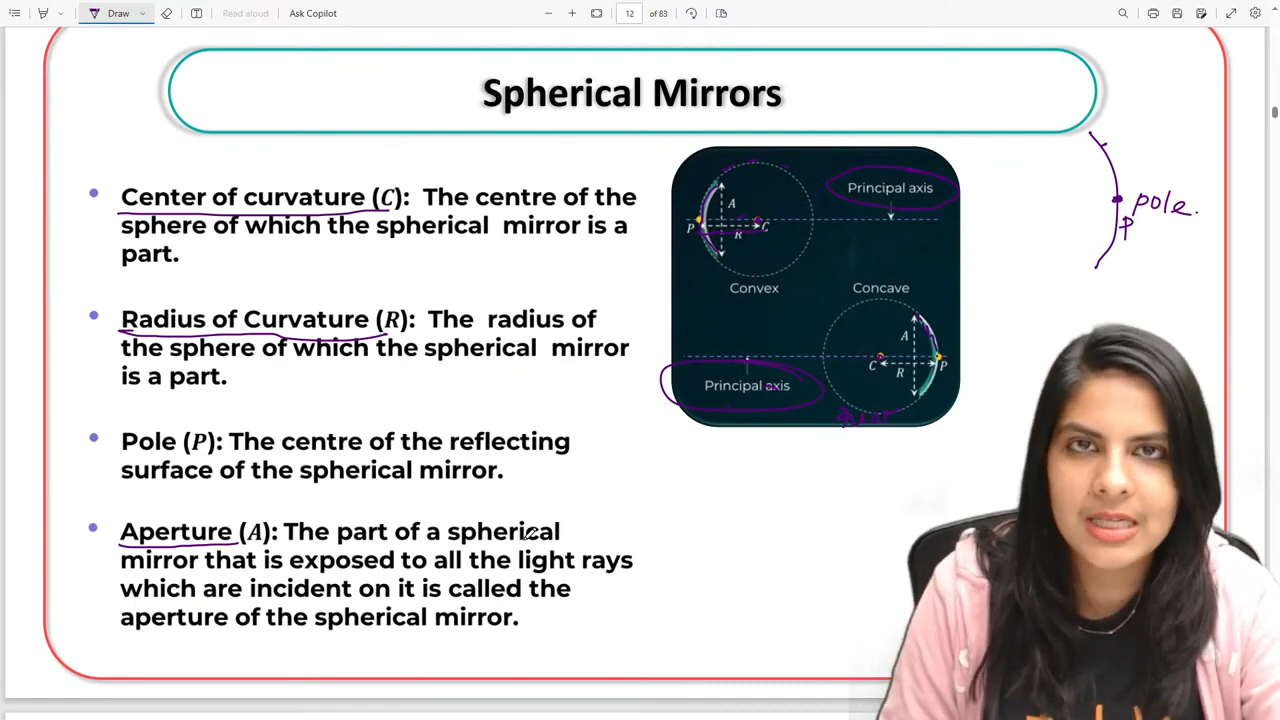 Draw
Read aloud
Ask Copilot
12 of 83
Spherical Mirrors
• Center of curvature (C): The centre of the
sphere of which the spherical mirror is a
part.
• Radius of Curvature (R): The radius of
the sphere of which the spherical mirror
is a part.
• Pole (P): The centre of the reflecting
surface of the spherical mirror.
• Aperture (A): The part of a spherical
mirror that is exposed to all the light rays
which are incident on it is called the
aperture of the spherical mirror.
Principal axis
A
P
R
C
Convex
Concave
A
C
R
P
Principal axis
pole.
P